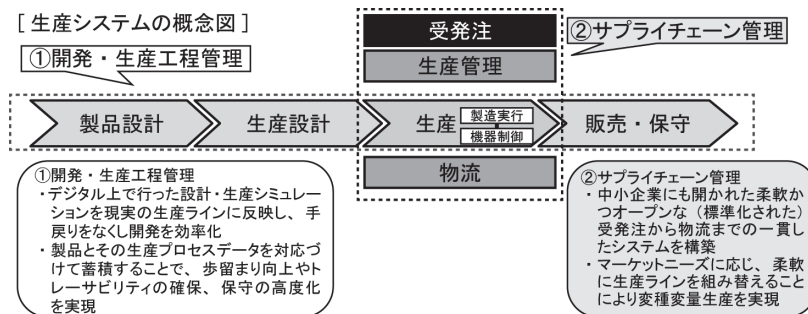 [生産システムの概念図]
①開発・生産工程管理
受発注
生産管理
②サプライチェーン管理
製品設計
生産設計
生産
製造実行
機器制御
販売・保守
物流
①開発・生産工程管理
・デジタル上で行った設計・生産シミュレー
ションを現実の生産ラインに反映し、手
戻りをなくし開発を効率化
・製品とその生産プロセスデータを対応づ
けて蓄積することで、歩留まり向上やト
レーサビリティの確保、保守の高度化
を実現
②サプライチェーン管理
・中小企業にも開かれた柔軟か
つオープンな（標準化された）
受発注から物流までの一貫し
たシステムを構築
・マーケットニーズに応じ、柔軟
に生産ラインを組み替えること
により変種変量生産を実現